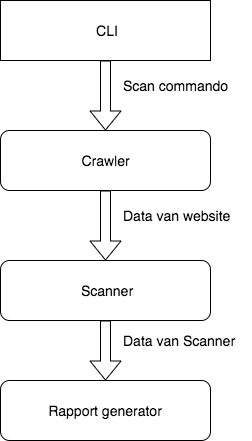 CLI
Scan commando
Crawler
Data van website
Scanner
Data van Scanner
Rapport generator